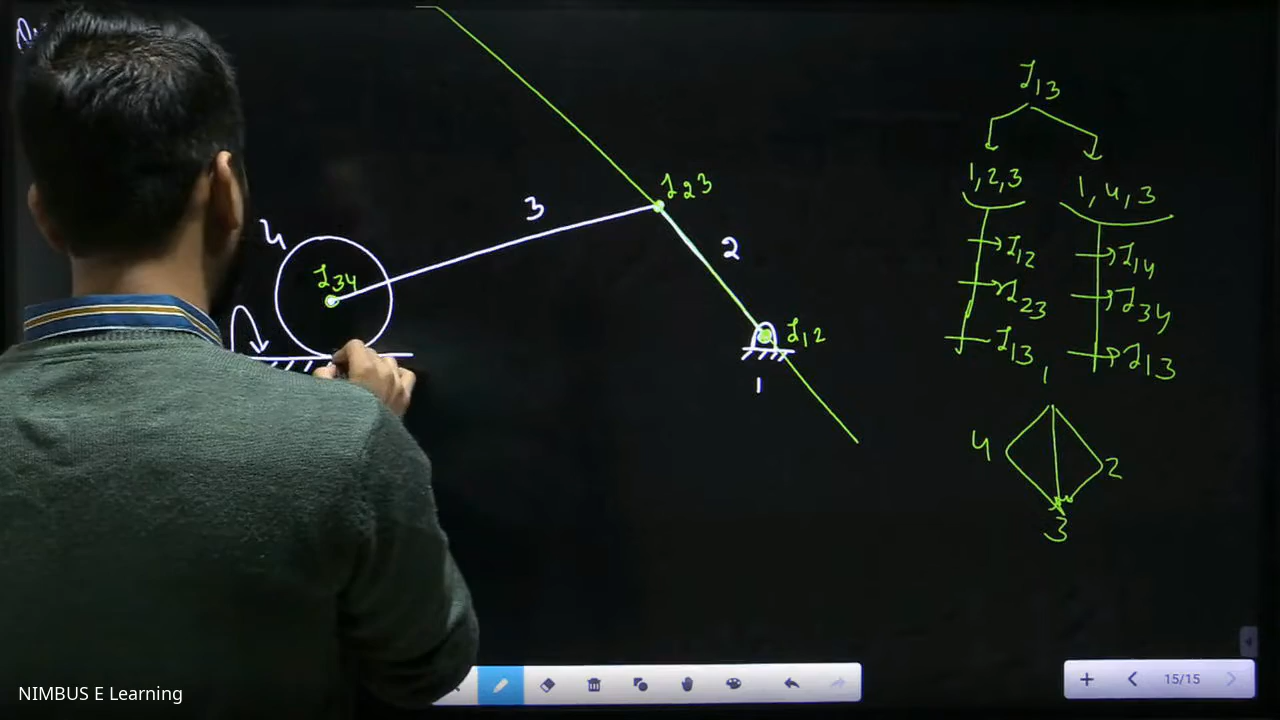 I13
1,2,3
1,4,3
I12
I14
I23
I34
I13
I13
1
4
2
3
4
I34
3
I23
2
I12
1
15/15
NIMBUS E Learning